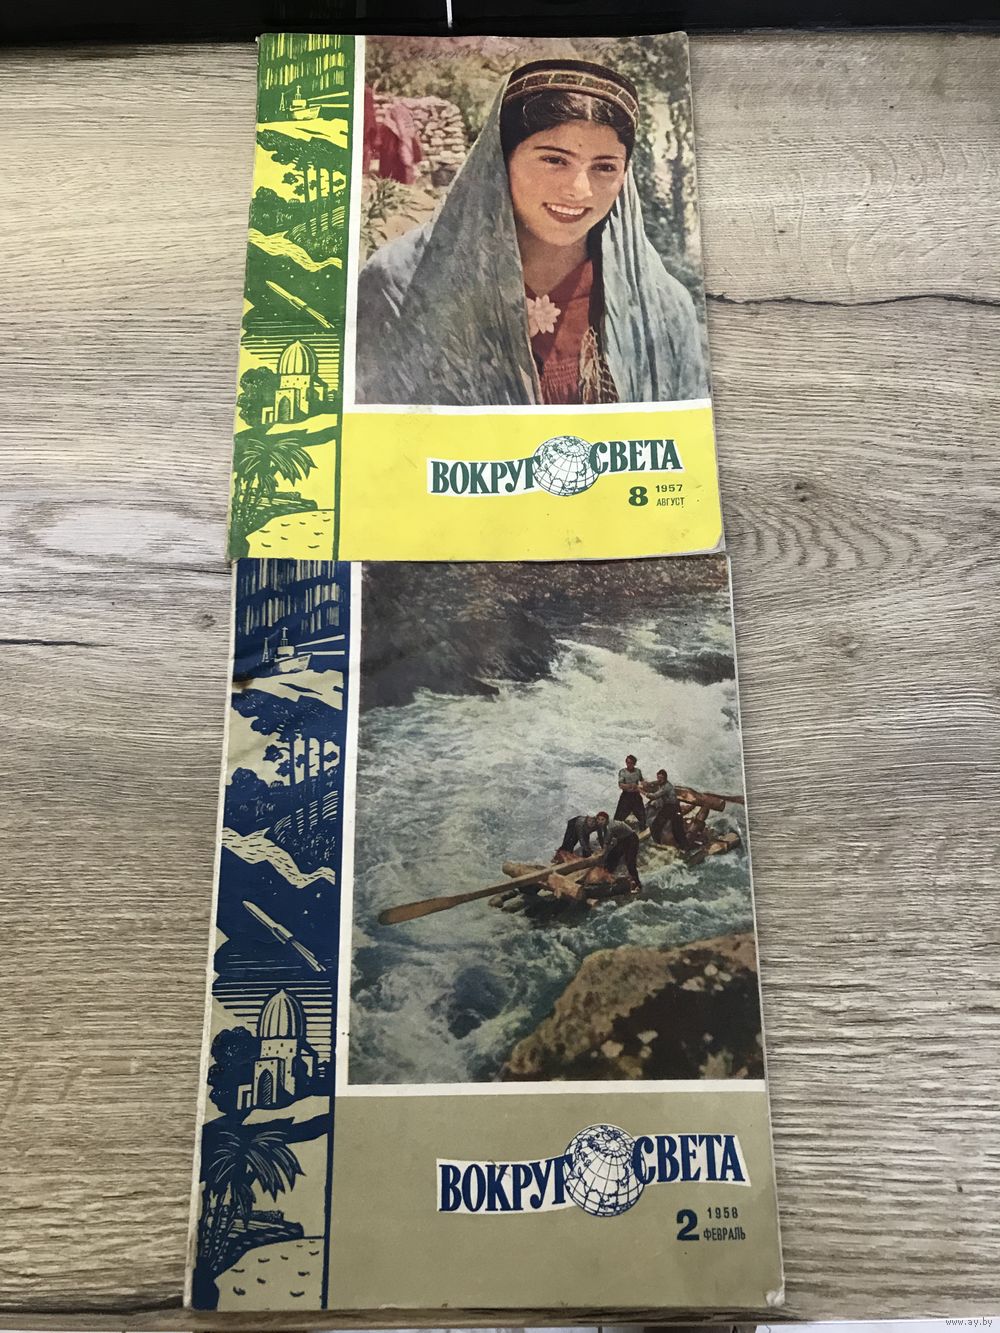 ВОКРУГ СВЕТА
8 1957
АВГУСТ
ВОКРУГ СВЕТА
2 1958
ФЕВРАЛЬ
www.ay.by